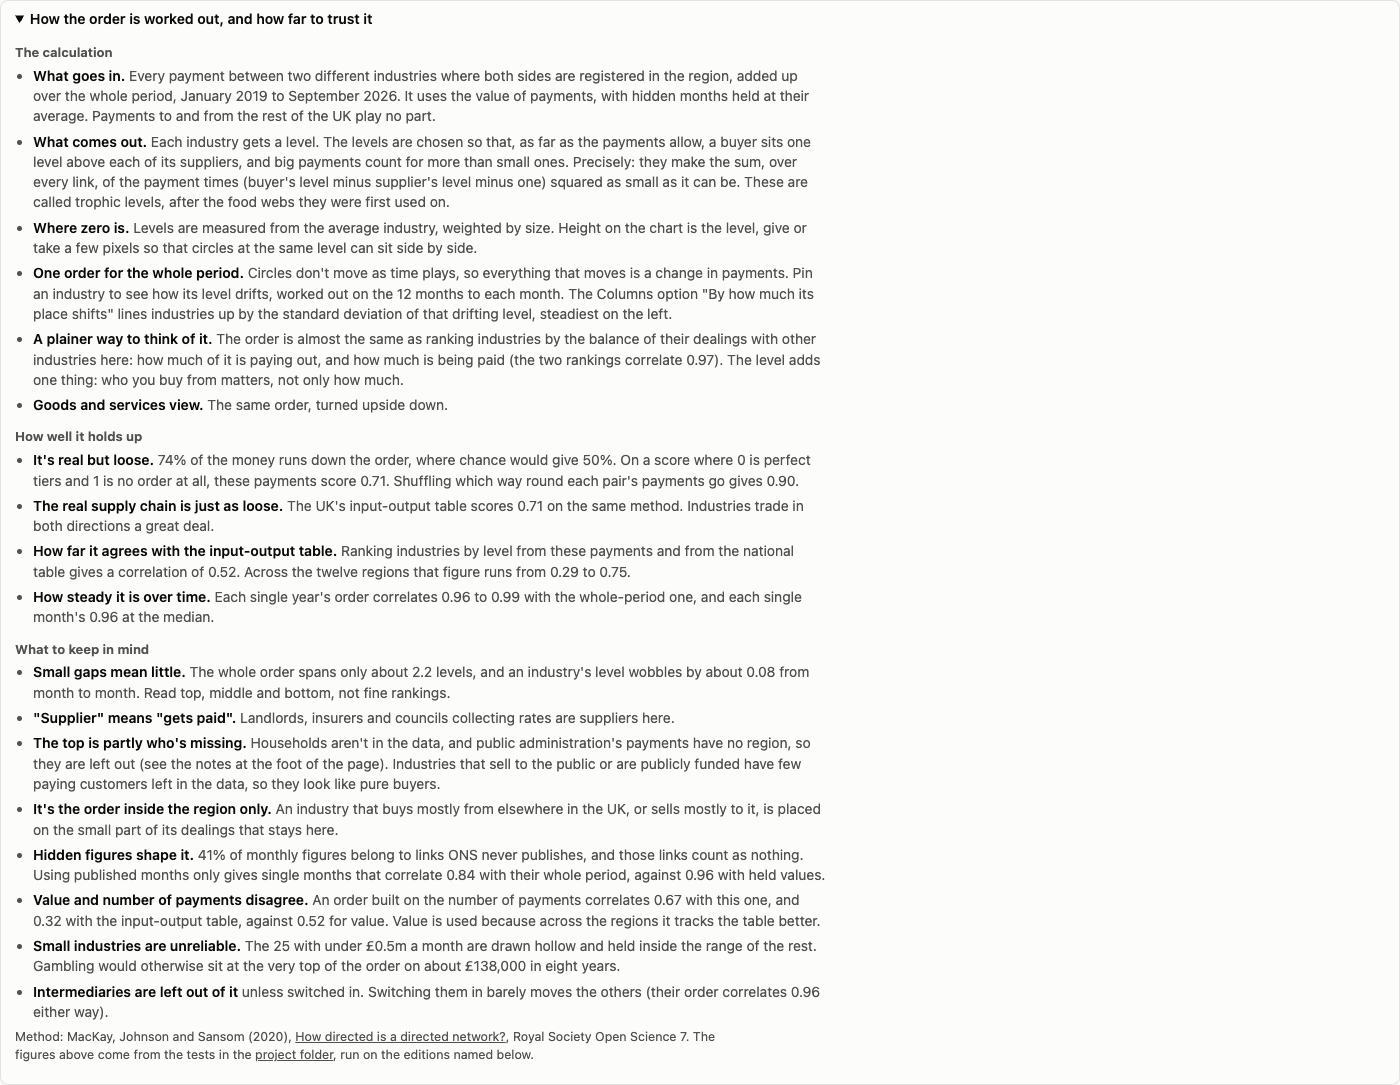 ▼ How the order is worked out, and how far to trust it
The calculation
• What goes in. Every payment between two different industries where both sides are registered in the region, added up
over the whole period, January 2019 to September 2026. It uses the value of payments, with hidden months held at their
average. Payments to and from the rest of the UK play no part.
• What comes out. Each industry gets a level. The levels are chosen so that, as far as the payments allow, a buyer sits one
level above each of its suppliers, and big payments count for more than small ones. Precisely: they make the sum, over
every link, of the payment times (buyer's level minus supplier's level minus one) squared as small as it can be. These are
called trophic levels, after the food webs they were first used on.
• Where zero is. Levels are measured from the average industry, weighted by size. Height on the chart is the level, give or
take a few pixels so that circles at the same level can sit side by side.
• One order for the whole period. Circles don't move as time plays, so everything that moves is a change in payments. Pin
an industry to see how its level drifts, worked out on the 12 months to each month. The Columns option "By how much its
place shifts" lines industries up by the standard deviation of that drifting level, steadiest on the left.
• A plainer way to think of it. The order is almost the same as ranking industries by the balance of their dealings with other
industries here: how much of it is paying out, and how much is being paid (the two rankings correlate 0.97). The level adds
one thing: who you buy from matters, not only how much.
• Goods and services view. The same order, turned upside down.
How well it holds up
• It's real but loose. 74% of the money runs down the order, where chance would give 50%. On a score where 0 is perfect
tiers and 1 is no order at all, these payments score 0.71. Shuffling which way round each pair's payments go gives 0.90.
• The real supply chain is just as loose. The UK's input-output table scores 0.71 on the same method. Industries trade in
both directions a great deal.
• How far it agrees with the input-output table. Ranking industries by level from these payments and from the national
table gives a correlation of 0.52. Across the twelve regions that figure runs from 0.29 to 0.75.
• How steady it is over time. Each single year's order correlates 0.96 to 0.99 with the whole-period one, and each single
month's 0.96 at the median.
What to keep in mind
• Small gaps mean little. The whole order spans only about 2.2 levels, and an industry's level wobbles by about 0.08 from
month to month. Read top, middle and bottom, not fine rankings.
• "Supplier" means "gets paid". Landlords, insurers and councils collecting rates are suppliers here.
• The top is partly who's missing. Households aren't in the data, and public administration's payments have no region, so
they are left out (see the notes at the foot of the page). Industries that sell to the public or are publicly funded have few
paying customers left in the data, so they look like pure buyers.
• It's the order inside the region only. An industry that buys mostly from elsewhere in the UK, or sells mostly to it, is placed
on the small part of its dealings that stays here.
• Hidden figures shape it. 41% of monthly figures belong to links ONS never publishes, and those links count as nothing.
Using published months only gives single months that correlate 0.84 with their whole period, against 0.96 with held values.
• Value and number of payments disagree. An order built on the number of payments correlates 0.67 with this one, and
0.32 with the input-output table, against 0.52 for value. Value is used because across the regions it tracks the table better.
• Small industries are unreliable. The 25 with under £0.5m a month are drawn hollow and held inside the range of the rest.
Gambling would otherwise sit at the very top of the order on about £138,000 in eight years.
• Intermediaries are left out of it unless switched in. Switching them in barely moves the others (their order correlates 0.96
either way).
Method: MacKay, Johnson and Sansom (2020), How directed is a directed network?, Royal Society Open Science 7. The
figures above come from the tests in the project folder, run on the editions named below.